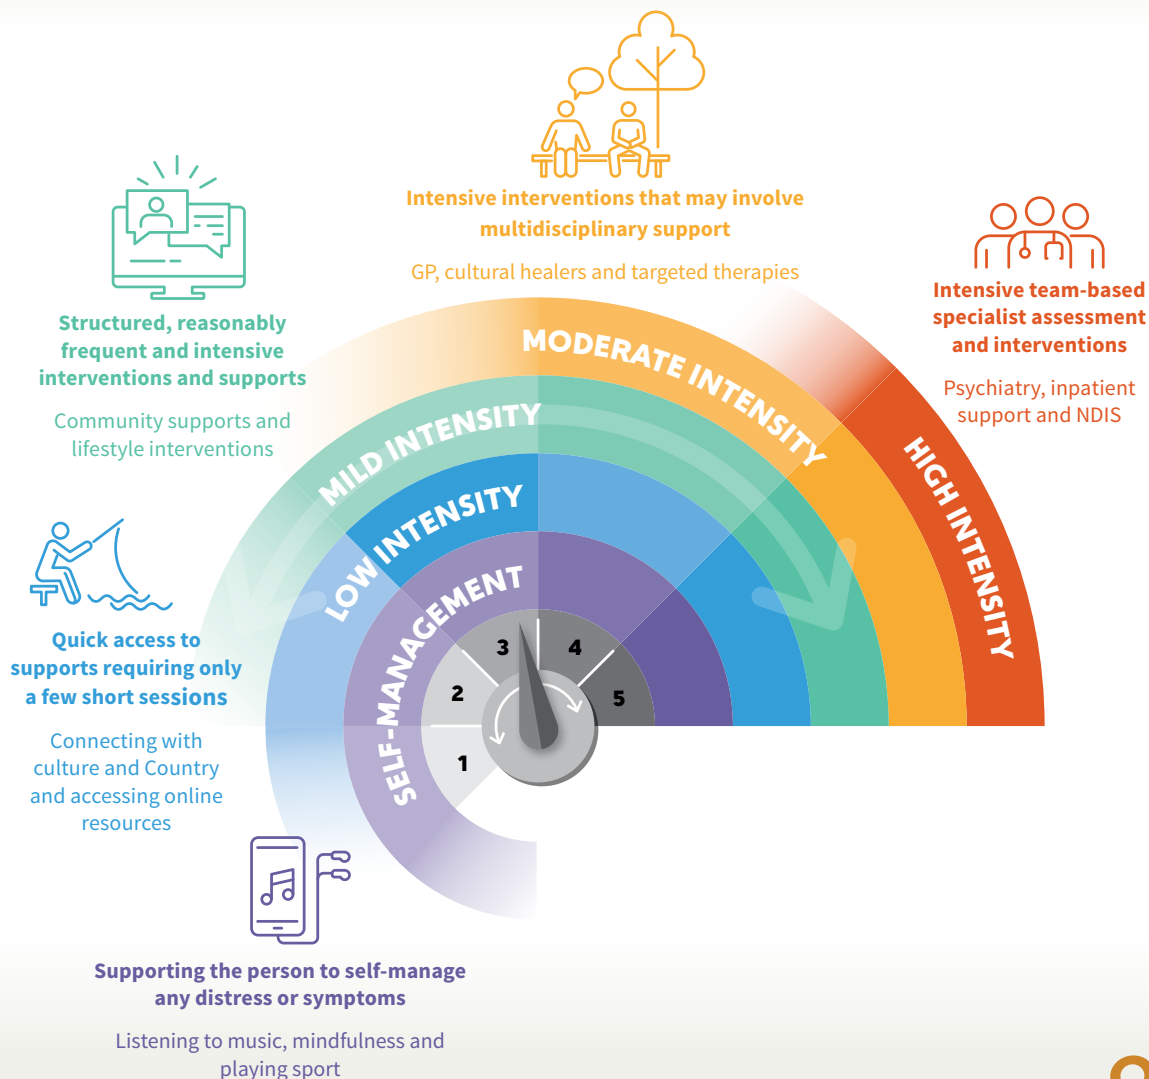 Intensive interventions that may involve
multidisciplinary support
GP, cultural healers and targeted therapies
Structured, reasonably
frequent and intensive
interventions and supports
Community supports and
lifestyle interventions
Intensive team-based
specialist assessment
and interventions
Psychiatry, inpatient
support and NDIS
Quick access to
supports requiring only
a few short sessions
Connecting with
culture and Country
and accessing online
resources
MODERATE INTENSITY
MILD INTENSITY
HIGH INTENSITY
LOW INTENSITY
SELF-MANAGEMENT
1
2
3
4
5
Supporting the person to self-manage
any distress or symptoms
Listening to music, mindfulness and
playing sport